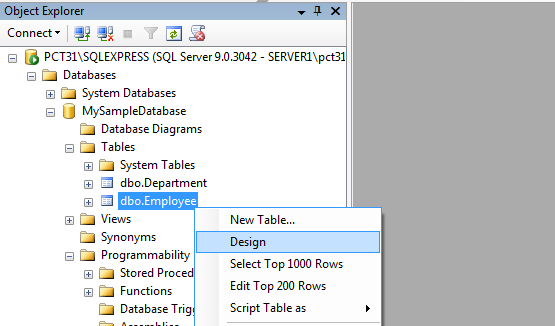 Object Explorer
Connect
PCT31\SQLEXPRESS (SQL Server 9.0.3042 - SERVER1\pct31
Databases
System Databases
MySampleDatabase
Database Diagrams
Tables
System Tables
dbo.Department
dbo.Employee
Views
New Table...
Synonyms
Design
Programmability
Select Top 1000 Rows
Stored Proced
Edit Top 200 Rows
Functions
Script Table as
Database Trigg
Assemblies